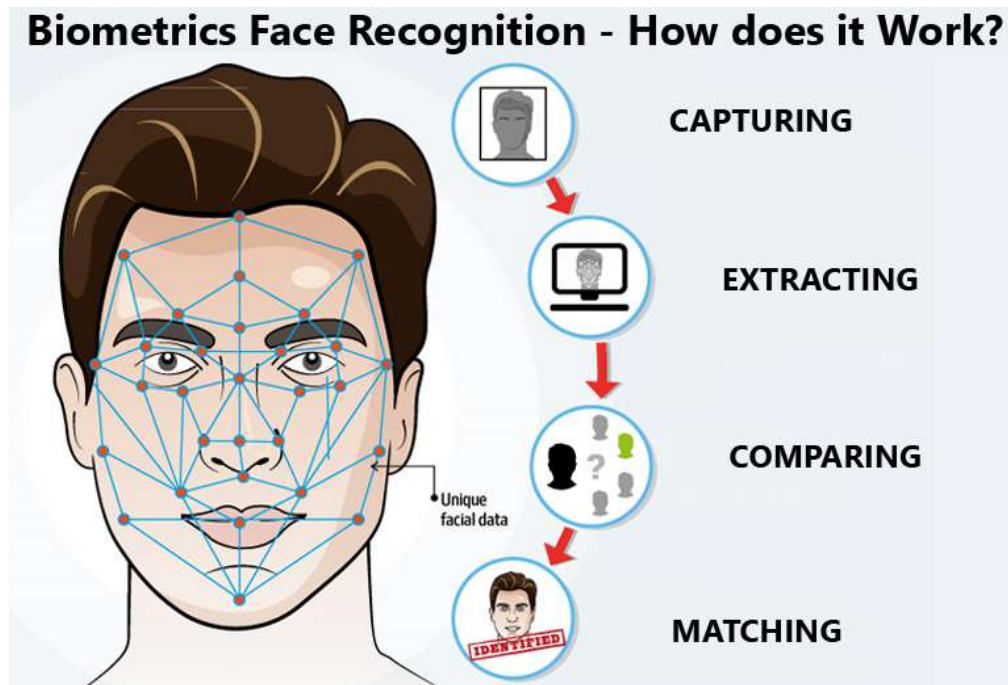 Biometrics Face Recognition - How does it Work?
CAPTURING
EXTRACTING
COMPARING
?
Unique
facial data
IDENTIFIED
MATCHING